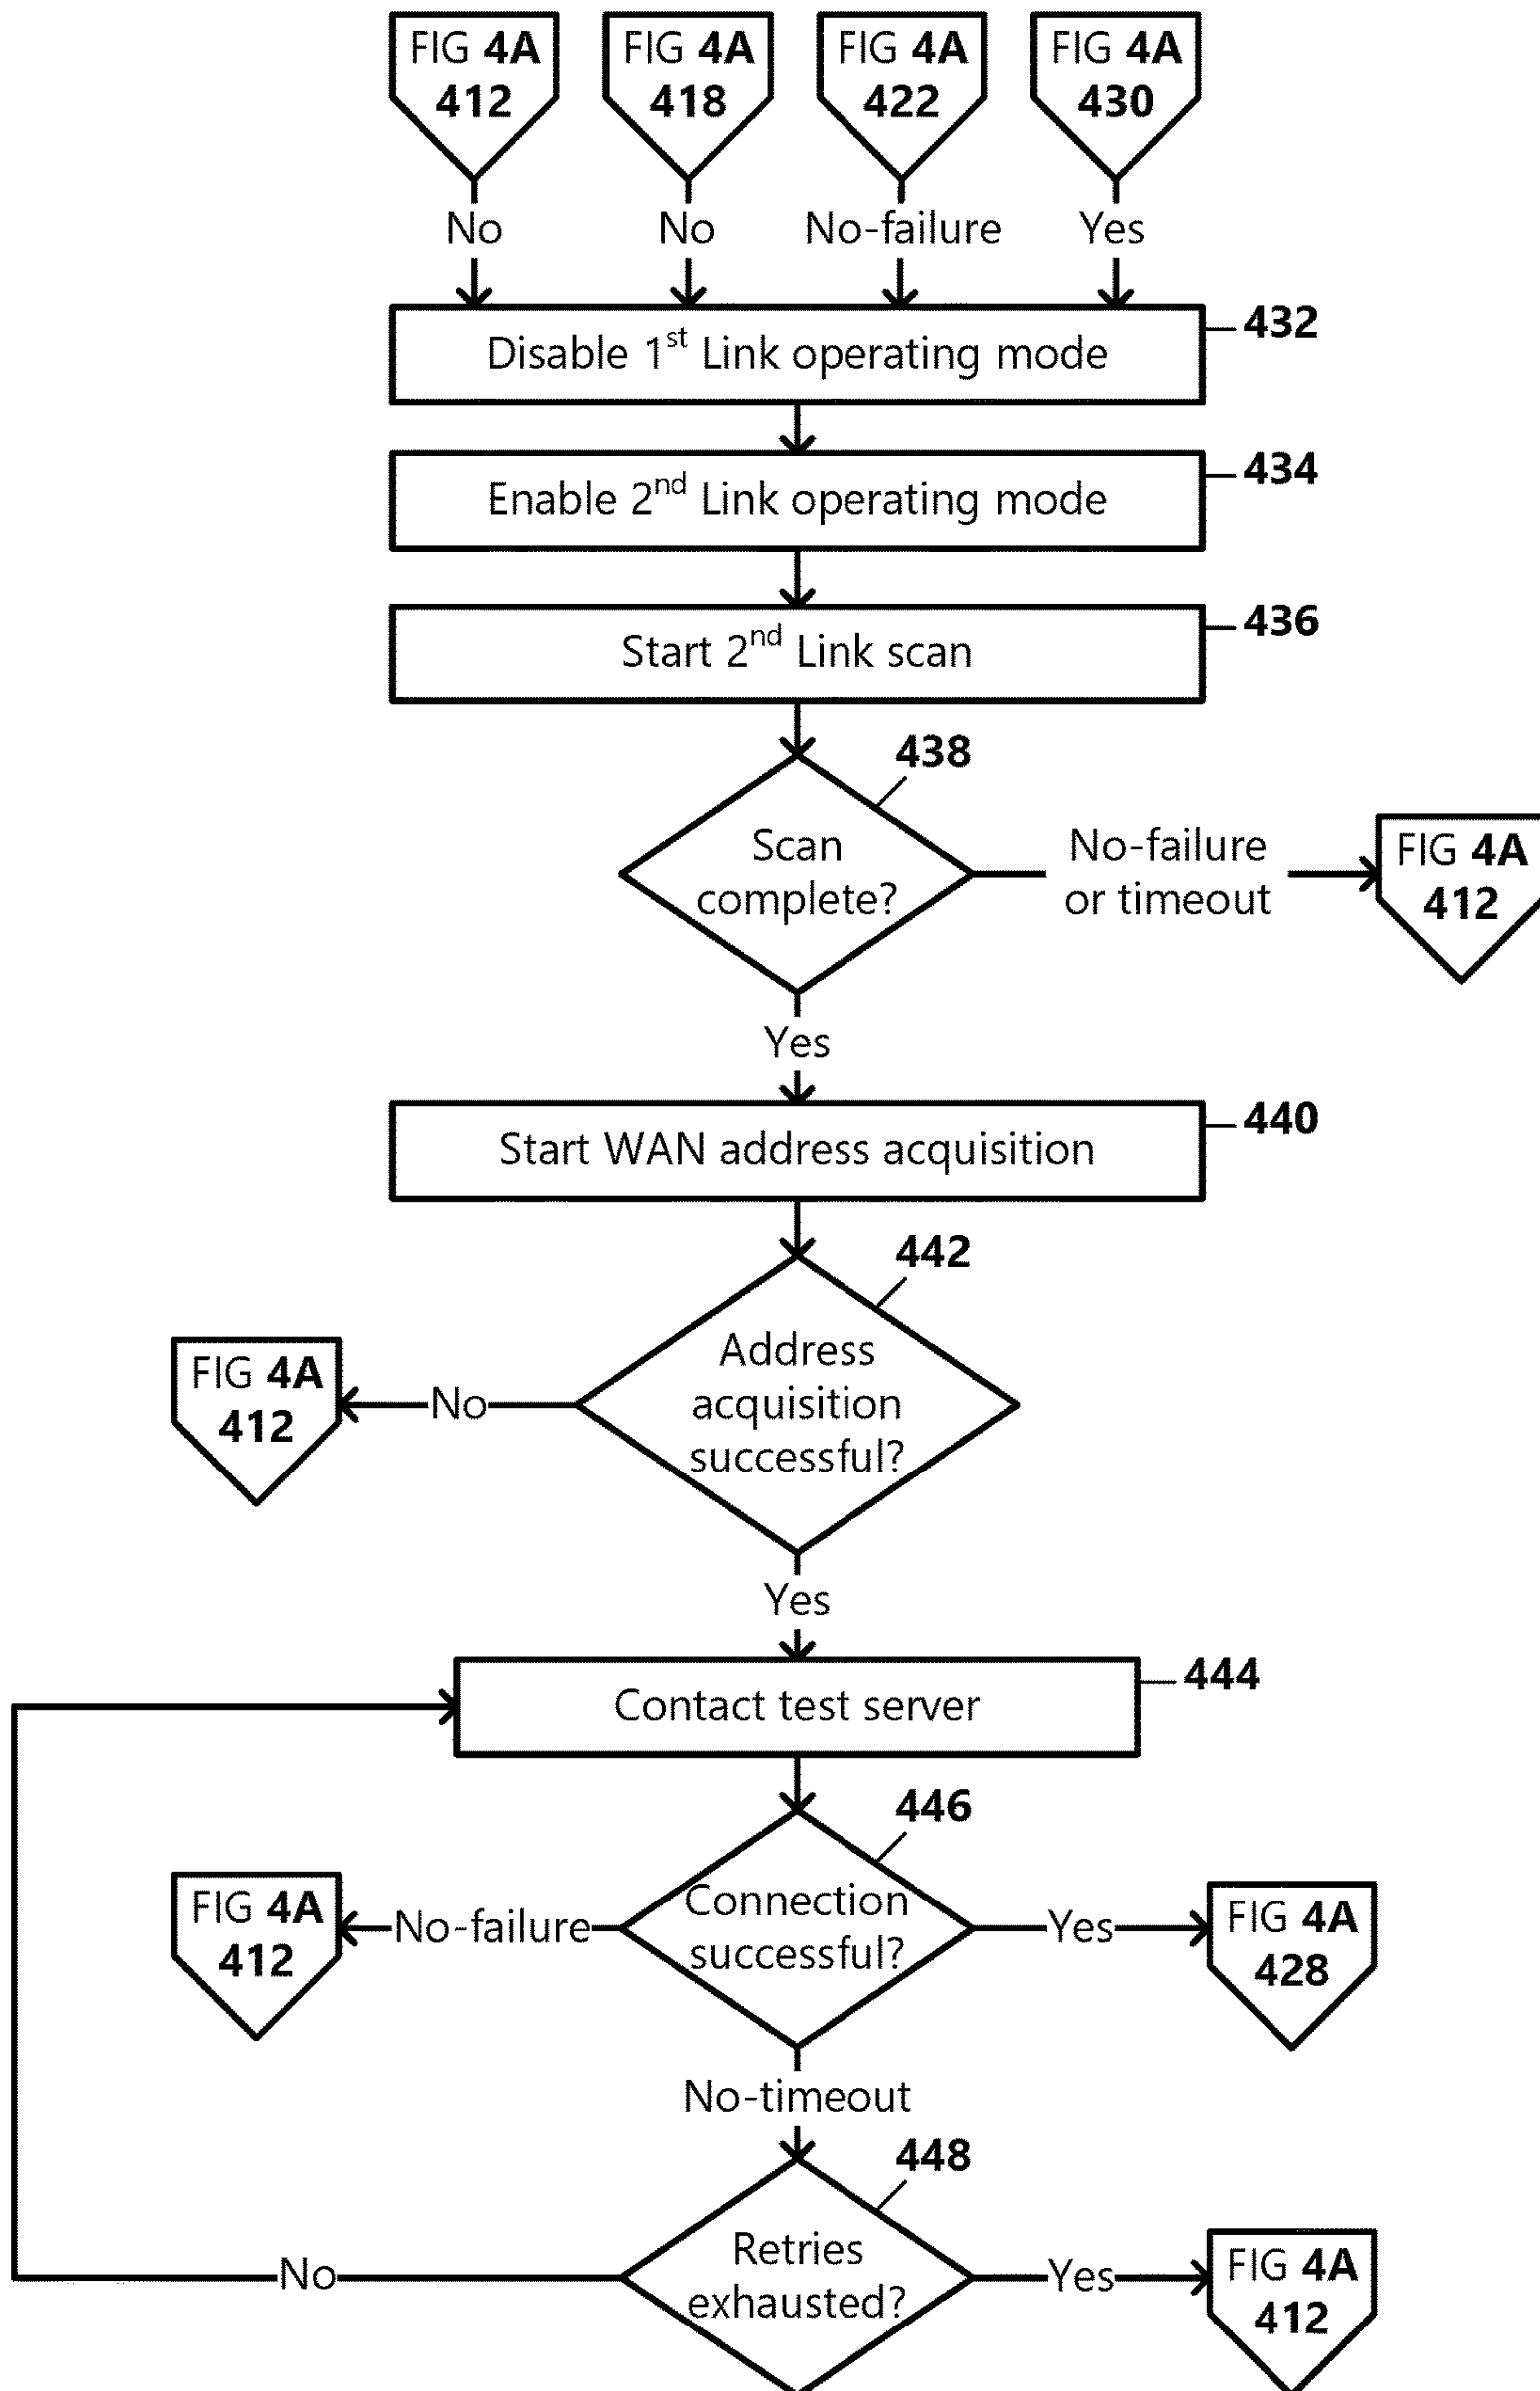 FIG 4A
412
FIG 4A
418
FIG 4A
422
FIG 4A
430
No
No
No-failure
Yes
432
Disable 1st Link operating mode
434
Enable 2nd Link operating mode
436
Start 2nd Link scan
438
Scan
complete?
No-failure
or timeout
FIG 4A
412
Yes
440
Start WAN address acquisition
442
Address
acquisition
successful?
No
FIG 4A
412
Yes
444
Contact test server
446
Connection
successful?
No-failure
FIG 4A
412
Yes
FIG 4A
428
No-timeout
448
Retries
exhausted?
No
Yes
FIG 4A
412